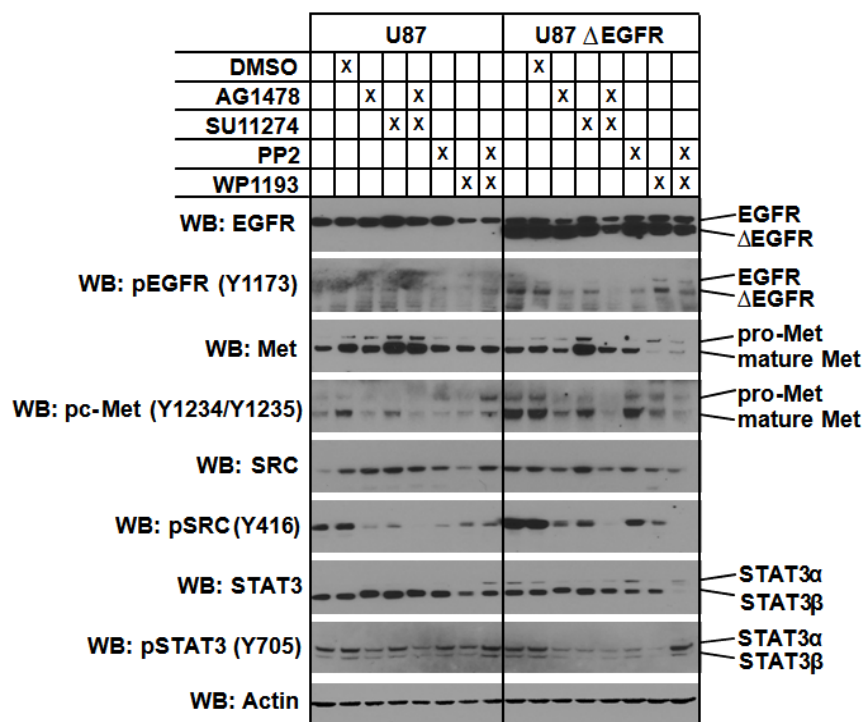 U87 U87 ΔEGFR
DMSO X X
AG1478 X X X X
SU11274 X X X X
PP2 X X X X
WP1193 X X X X
WB: EGFR EGFR
ΔEGFR
WB: pEGFR (Y1173) EGFR
ΔEGFR
WB: Met pro-Met
mature Met
WB: pc-Met (Y1234/Y1235) pro-Met
mature Met
WB: SRC
WB: pSRC (Y416)
WB: STAT3 STAT3α
STAT3β
WB: pSTAT3 (Y705) STAT3α
STAT3β
WB: Actin